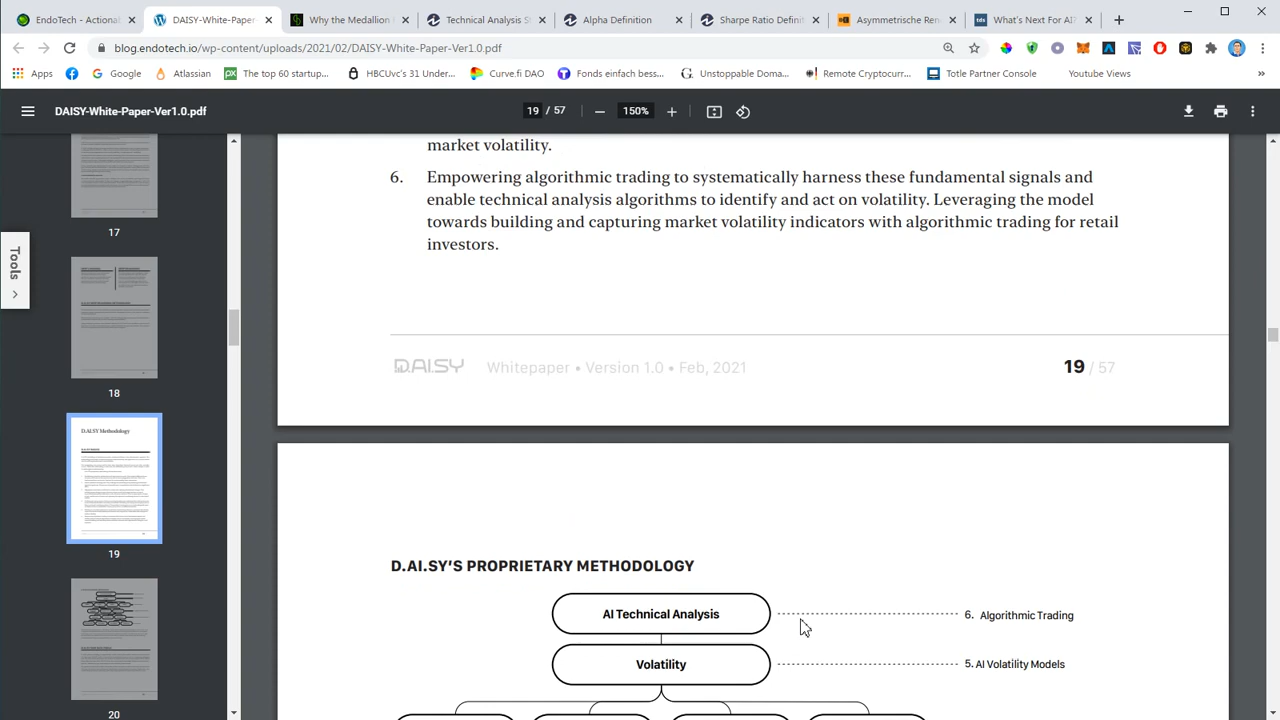 EndoTech - Actional
DAISY-White-Paper-
Why the Medallion
Technical Analysis S
Alpha Definition
Sharpe Ratio Defini
Asymmetrische Ren
What's Next For AI?
blog.endotech.io/wp-content/uploads/2021/02/DAISY-White-Paper-Ver1.0.pdf
Apps
Google
Atlassian
The top 60 startup...
HBCUvc's 31 Under...
Curve.fi DAO
Fonds einfach bess...
Unstoppable Doma...
Remote Cryptocurr...
Totle Partner Console
Youtube Views
DAISY-White-Paper-Ver1.0.pdf
19 / 57
150%
Tools
17
18
D.AI.SY Methodology
19
20
market volatility.
6. Empowering algorithmic trading to systematically harness these fundamental signals and
enable technical analysis algorithms to identify and act on volatility. Leveraging the model
towards building and capturing market volatility indicators with algorithmic trading for retail
investors.
D.AI.SY Whitepaper • Version 1.0 • Feb, 2021
19 / 57
D.AI.SY'S PROPRIETARY METHODOLOGY
AI Technical Analysis
6. Algorithmic Trading
Volatility
5. AI Volatility Models